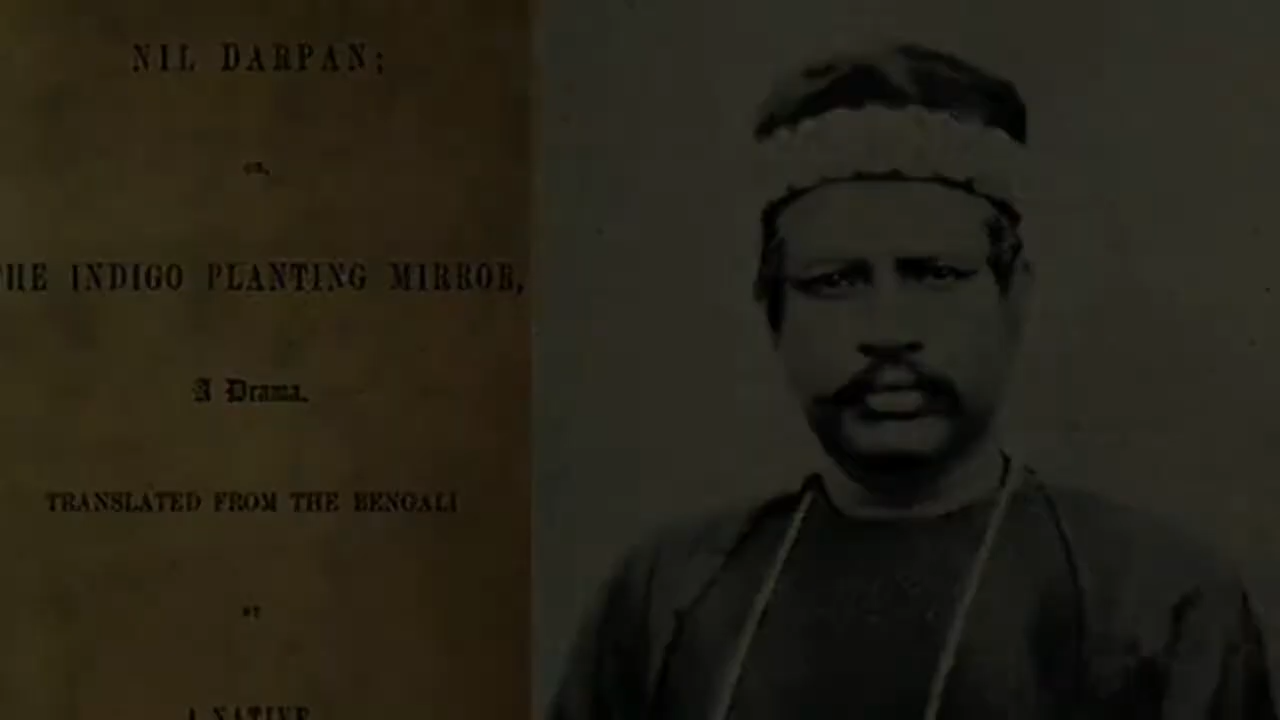 NIL DARPAN;
OR,
THE INDIGO PLANTING MIRROR,
A Drama.
TRANSLATED FROM THE BENGALI
BY
A NATIVE